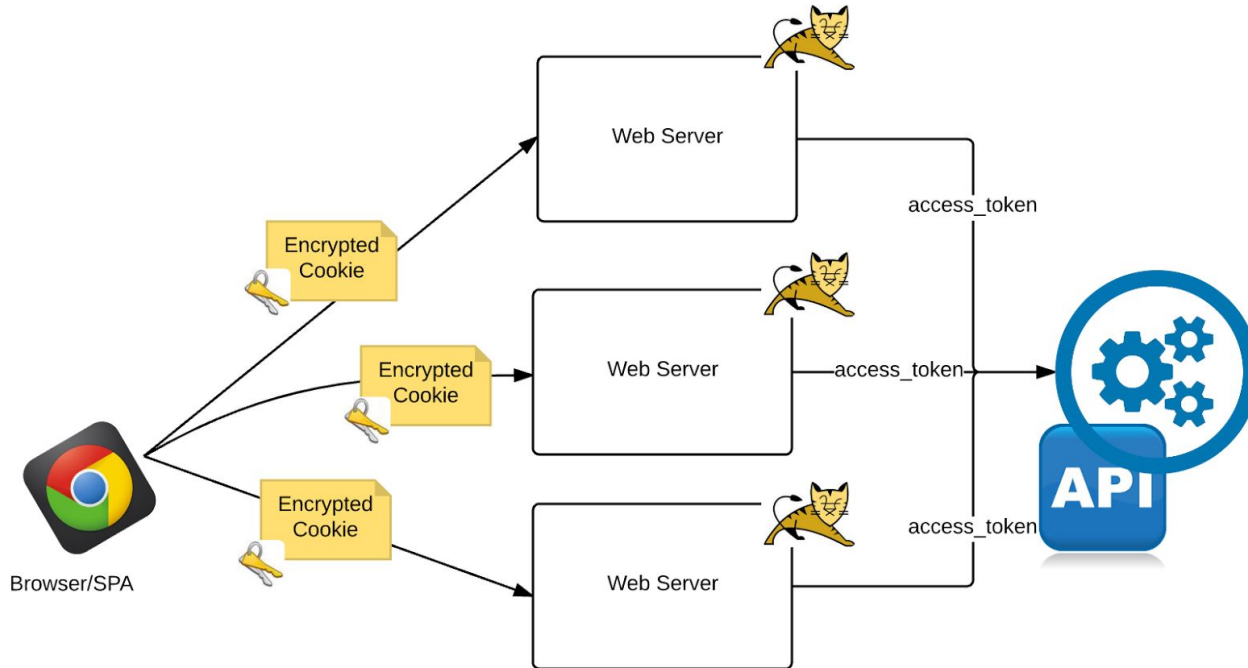 Web Server
access_token
Encrypted
Cookie
Encrypted
Cookie
Web Server
access_token
Encrypted
Cookie
Web Server
access_token
API
Browser/SPA